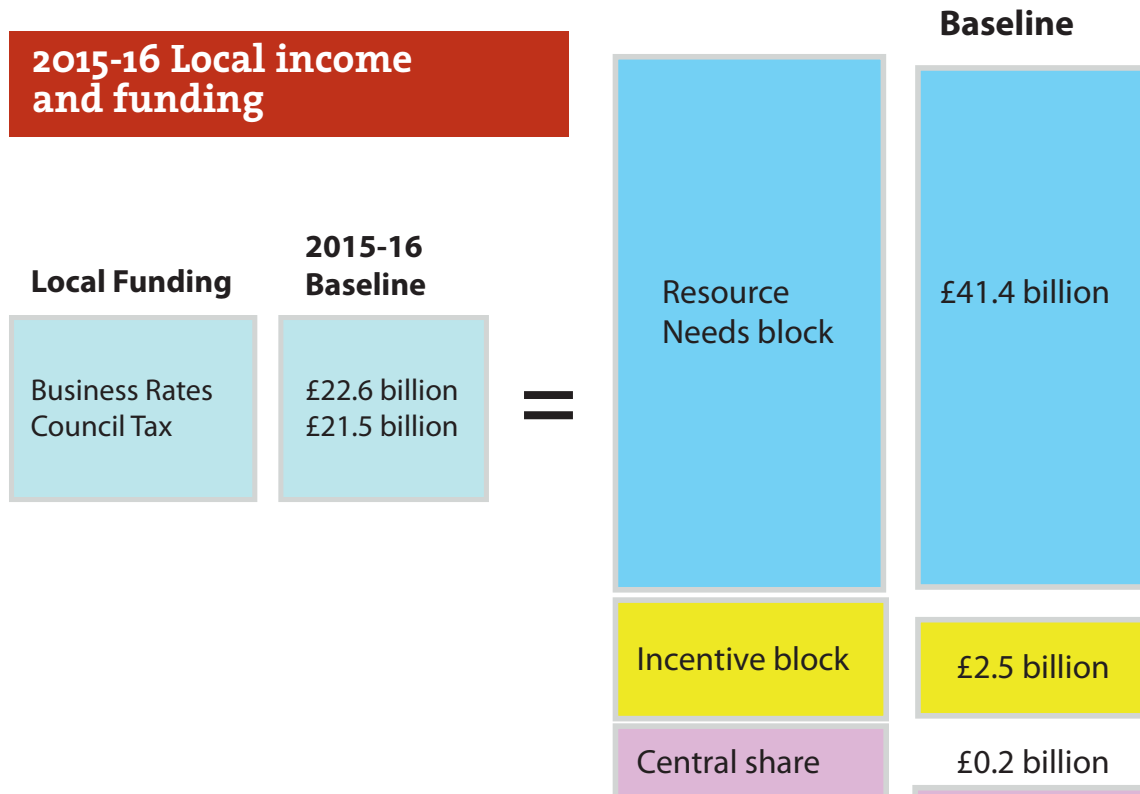 2015-16 Local income
and funding
Local Funding
2015-16
Baseline
Business Rates
Council Tax
£22.6 billion
£21.5 billion
=
Baseline
Resource
Needs block
£41.4 billion
Incentive block
£2.5 billion
Central share
£0.2 billion